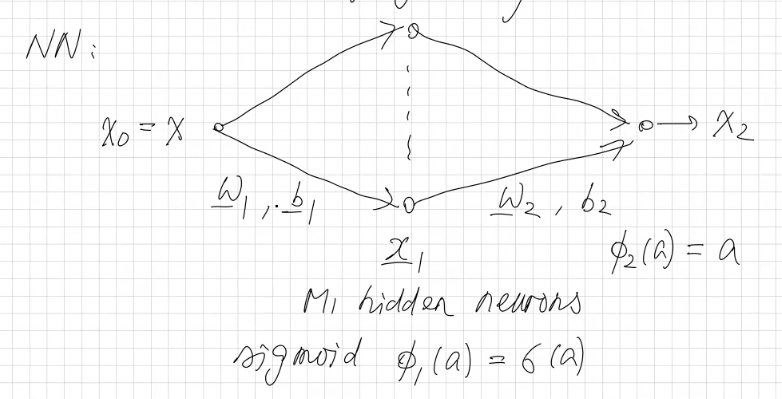 NN:
x₀ = x
→ x₂
w₁, b₁
w₂, b₂
x₁
ϕ₂(a) = a
M₁ hidden neurons
sigmoid ϕ₁(a) = σ(a)